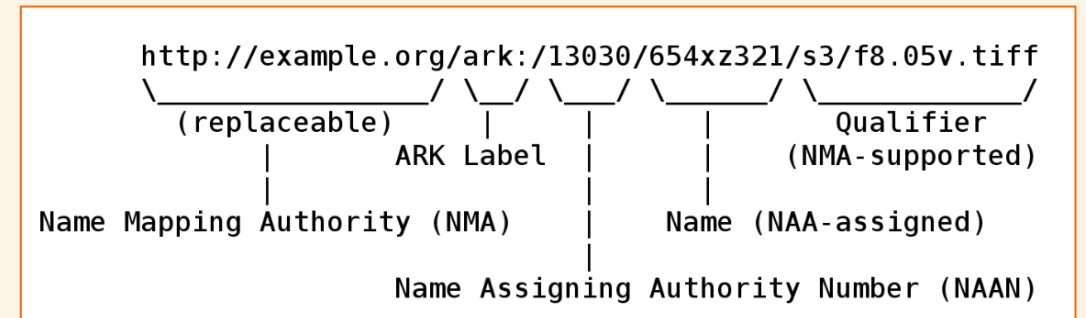 http://example.org/ark:/13030/654xz321/s3/f8.05v.tiff
\________________/ \__/ \___/ \______/ \____________/
(replaceable) | | | Qualifier
| ARK Label | | (NMA-supported)
| | |
Name Mapping Authority (NMA) | Name (NAA-assigned)
|
Name Assigning Authority Number (NAAN)